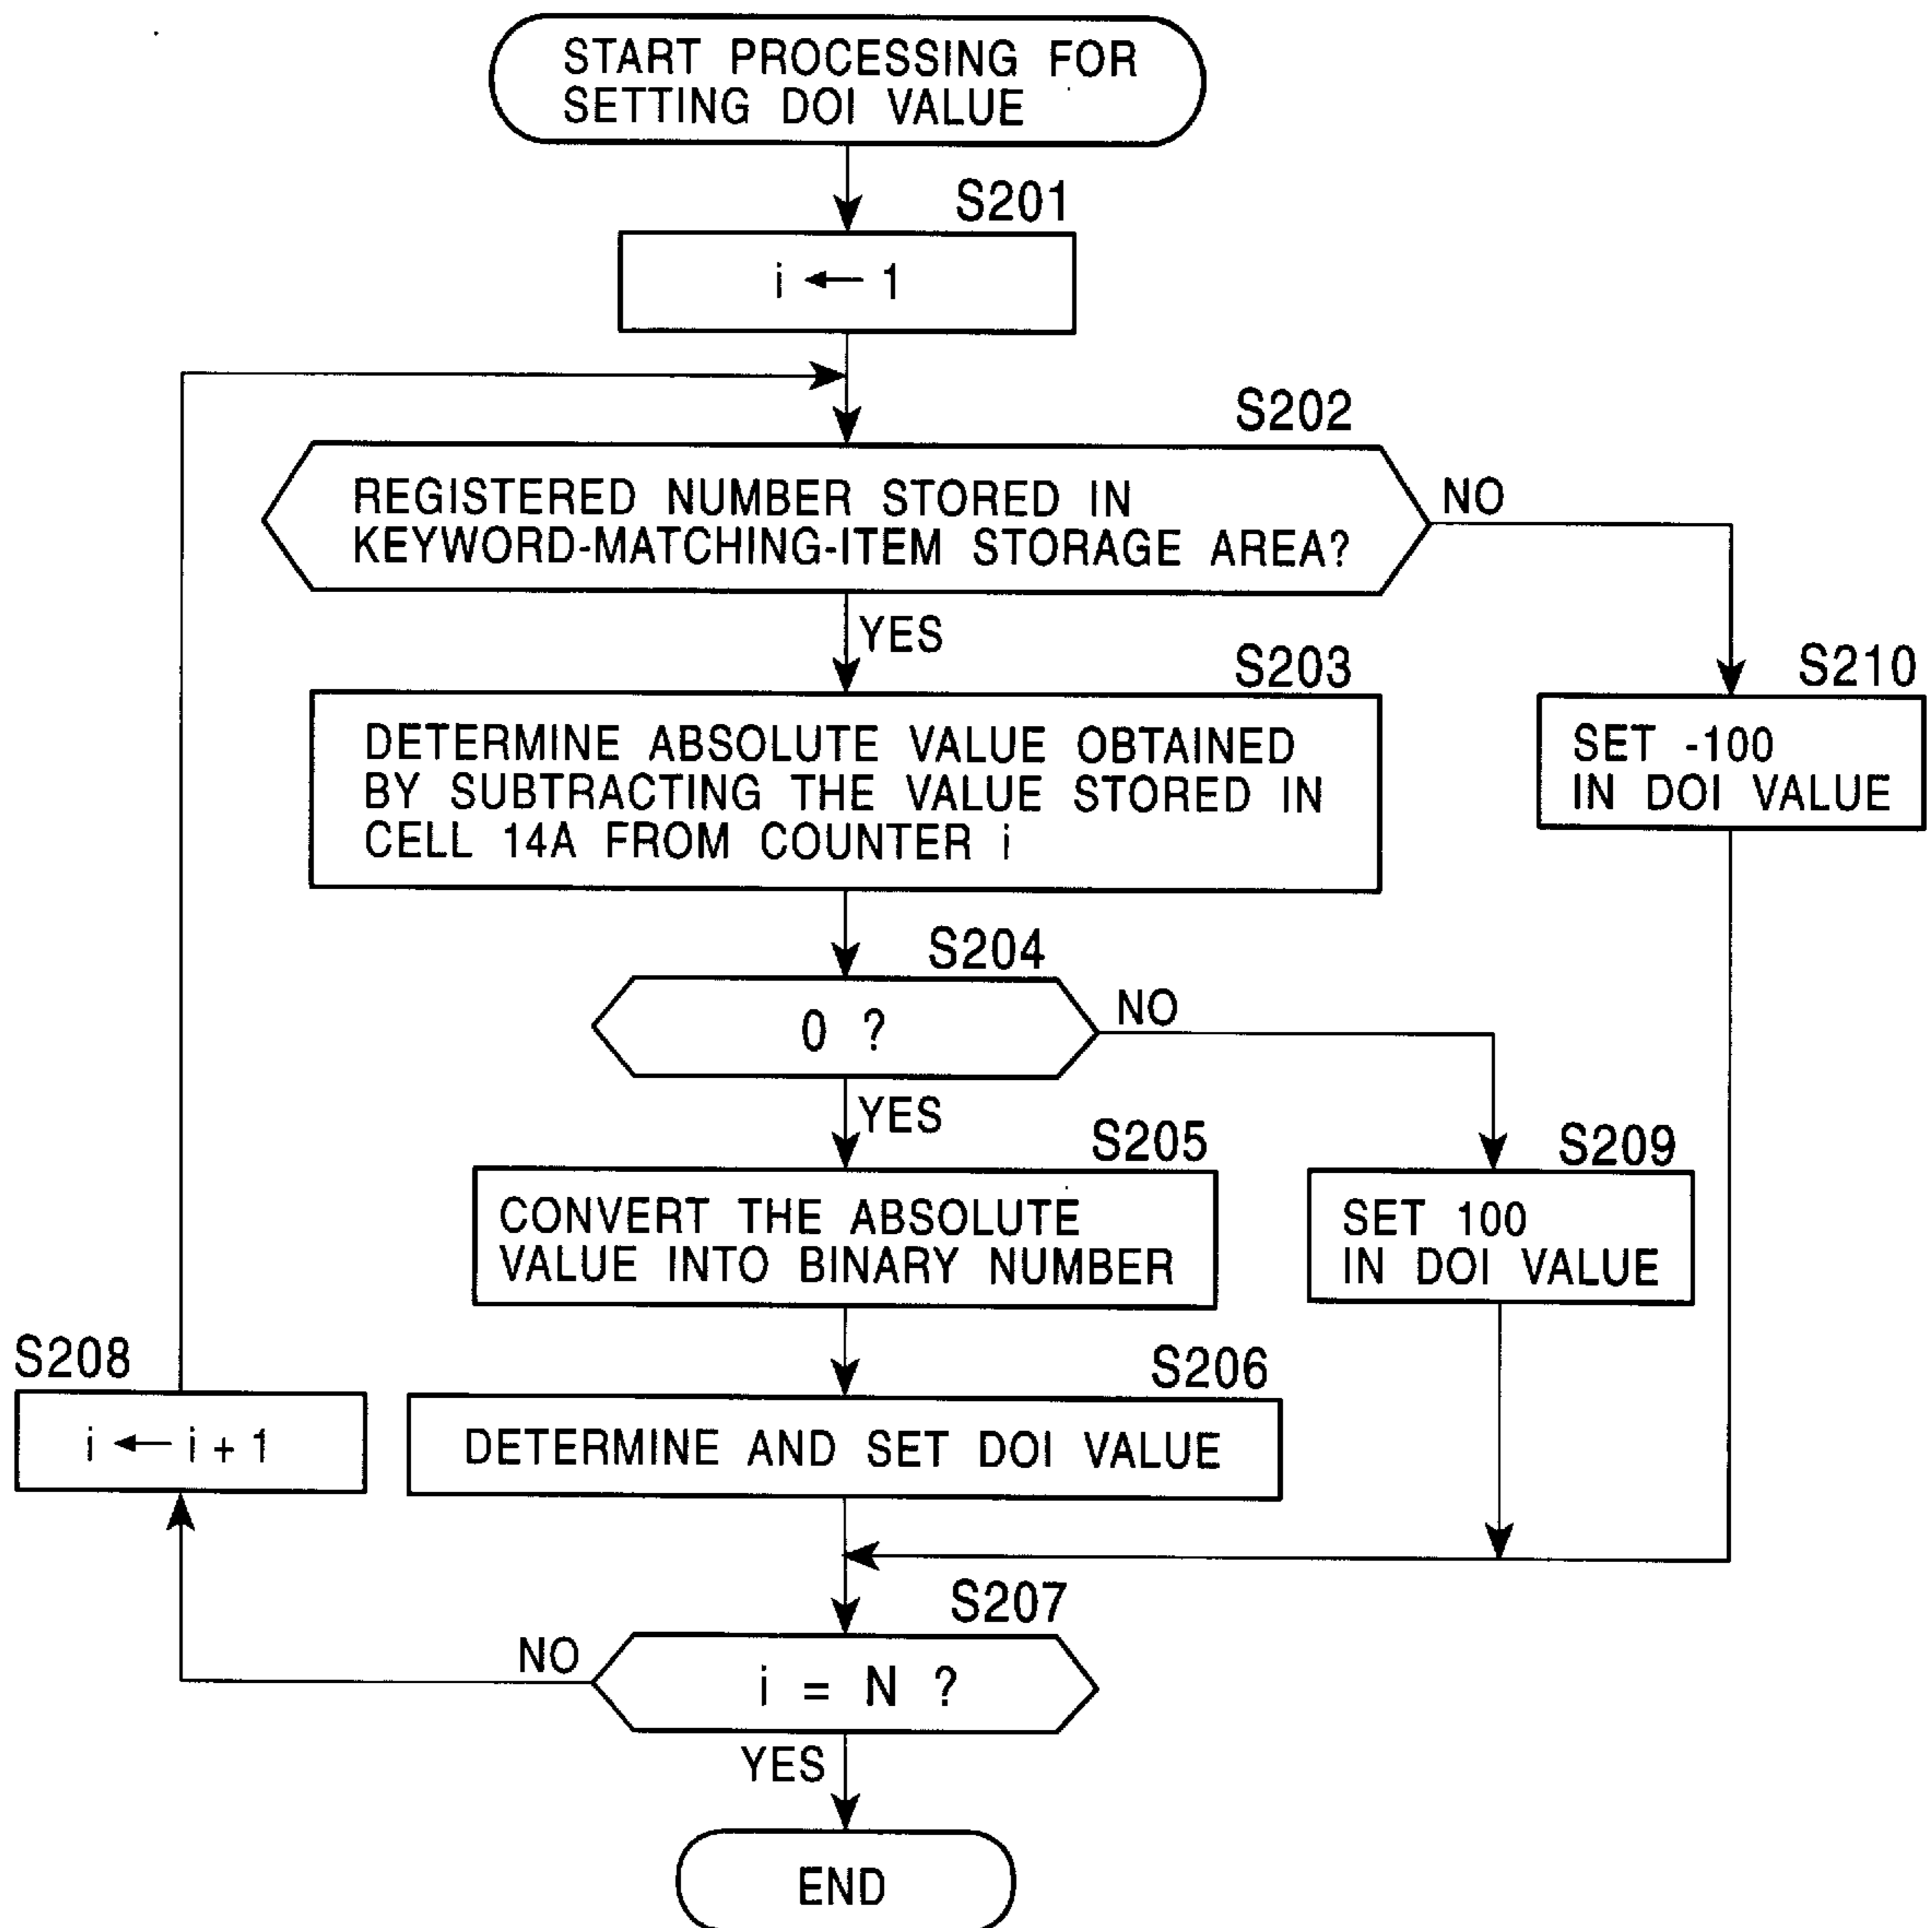 START PROCESSING FOR
SETTING DOI VALUE
S201
i ← 1
S202
REGISTERED NUMBER STORED IN
KEYWORD-MATCHING-ITEM STORAGE AREA?
NO
YES
S203
DETERMINE ABSOLUTE VALUE OBTAINED
BY SUBTRACTING THE VALUE STORED IN
CELL 14A FROM COUNTER i
S210
SET -100
IN DOI VALUE
S204
0 ?
NO
YES
S205
CONVERT THE ABSOLUTE
VALUE INTO BINARY NUMBER
S209
SET 100
IN DOI VALUE
S208
i ← i + 1
S206
DETERMINE AND SET DOI VALUE
S207
i = N ?
NO
YES
END